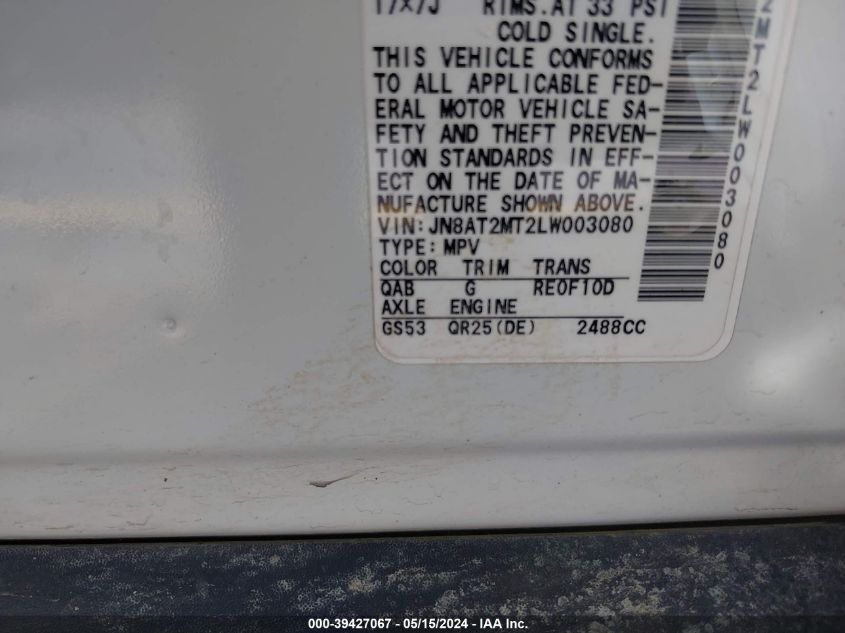 17x7J RIMS.AT 33 PSI
COLD SINGLE.
THIS VEHICLE CONFORMS
TO ALL APPLICABLE FED-
ERAL MOTOR VEHICLE SA-
FETY AND THEFT PREVEN-
TION STANDARDS IN EFF-
ECT ON THE DATE OF MA-
NUFACTURE SHOWN ABOVE.
VIN:JN8AT2MT2LW003080
TYPE:MPV
COLOR TRIM TRANS
QAB G RE0F10D
AXLE ENGINE
GS53 QR25(DE) 2488CC
2MT2LW003080
000-39427067 - 05/15/2024 - IAA Inc.